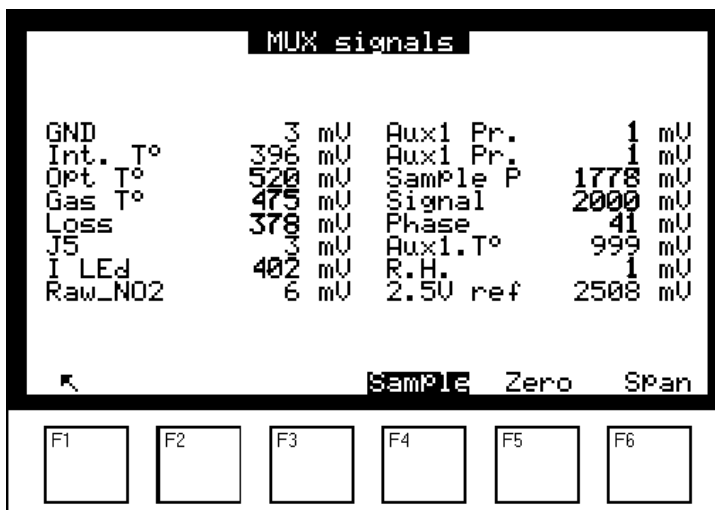 MUX signals
GND 3 mV Aux1 Pr. 1 mV
Int. T° 396 mV Aux1 Pr. 1 mV
Opt T° 520 mV Sample P 1778 mV
Gas T° 475 mV Signal 2000 mV
Loss 378 mV Phase 41 mV
J5 3 mV Aux1.T° 999 mV
I LEd 402 mV R.H. 1 mV
Raw_NO2 6 mV 2.5V ref 2508 mV
Sample Zero Span
F1 F2 F3 F4 F5 F6